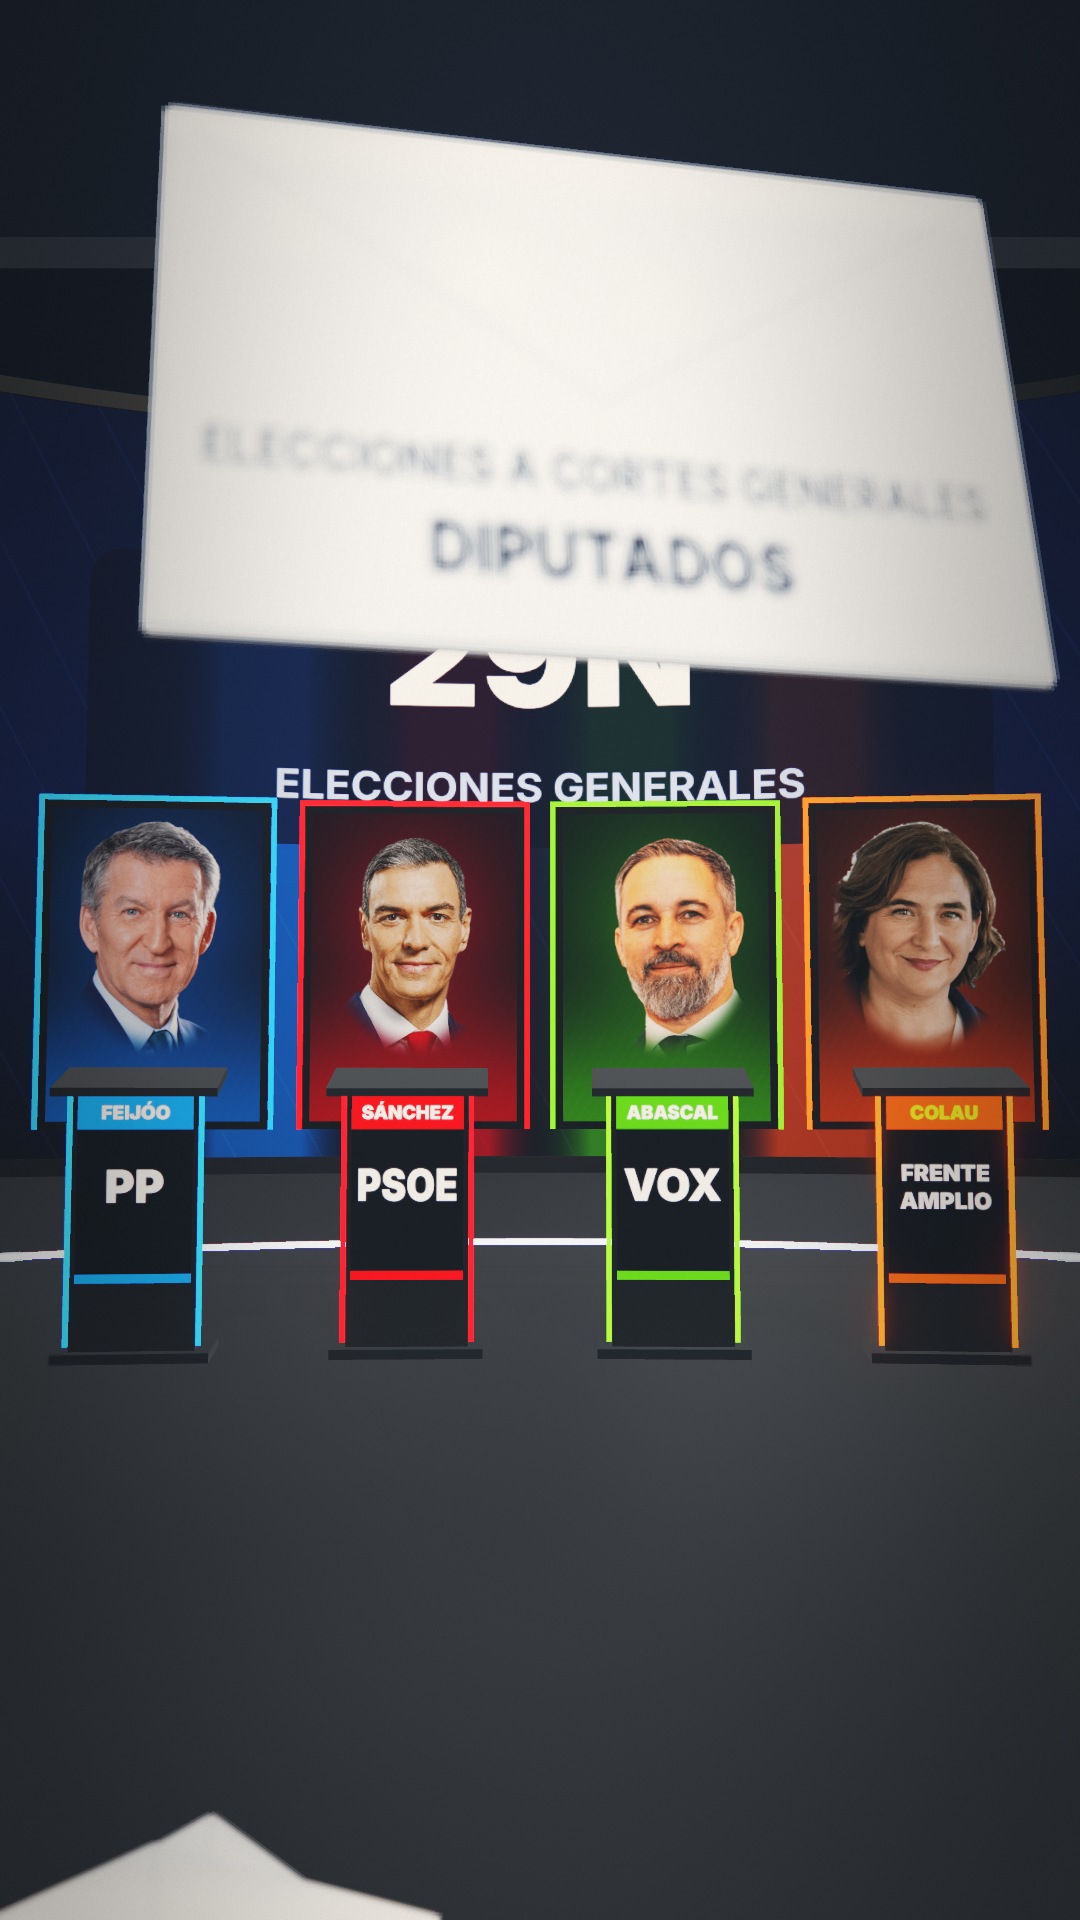 ELECCIONES A CORTES GENERALES
DIPUTADOS
29N
ELECCIONES GENERALES
FEIJÓO
SÁNCHEZ
ABASCAL
COLAU
PP
PSOE
VOX
FRENTE
AMPLIO